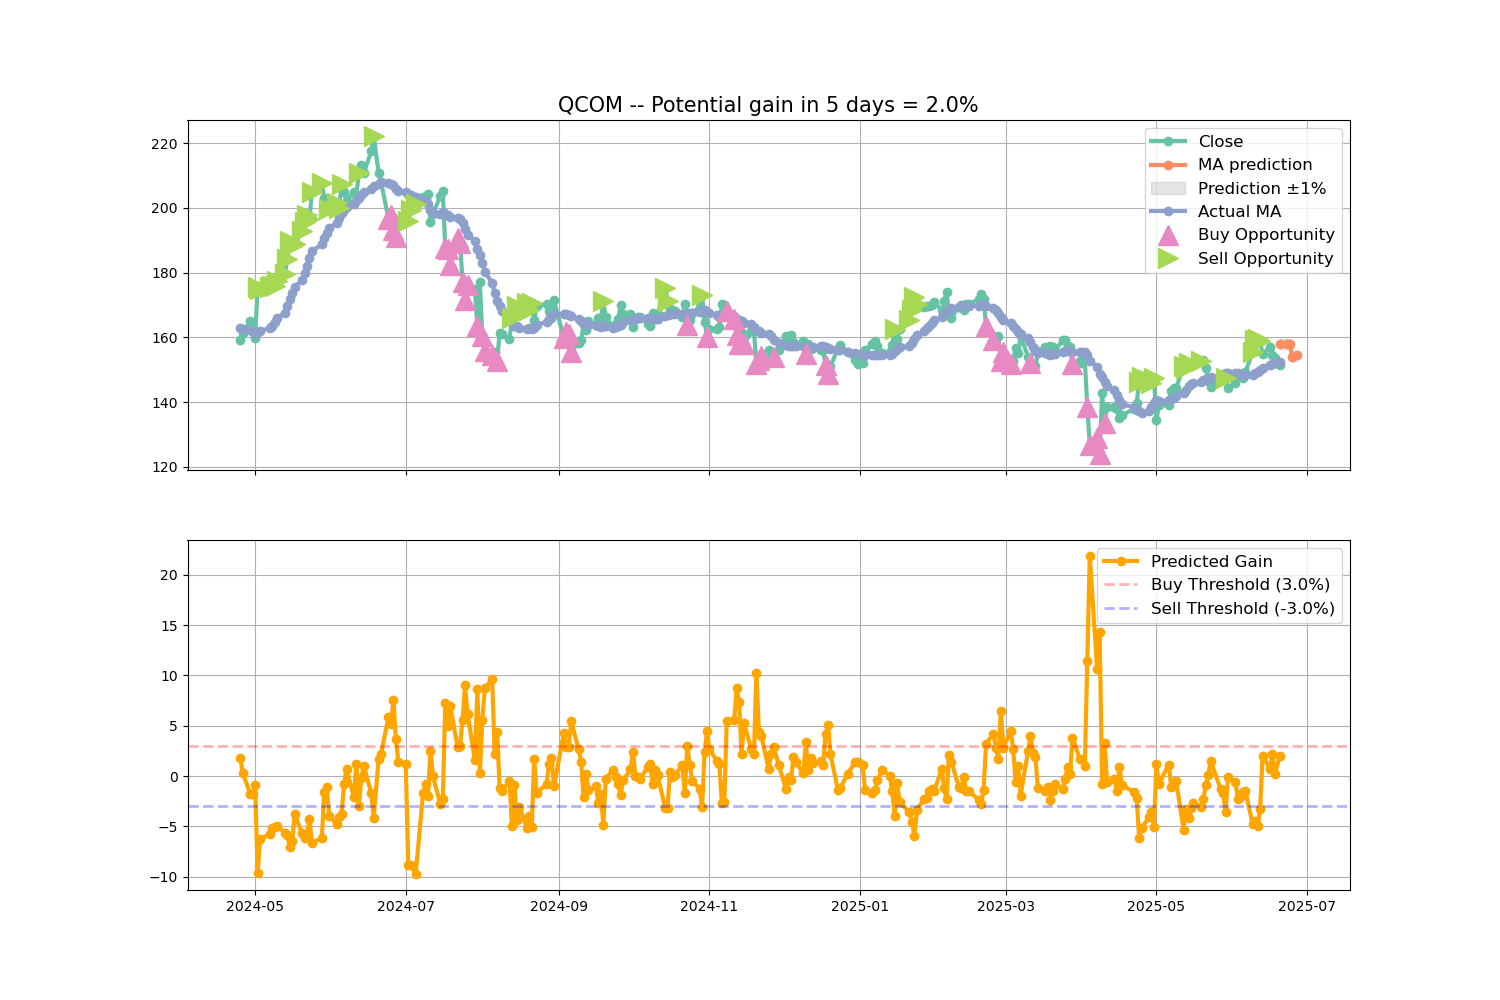 QCOM -- Potential gain in 5 days = 2.0%
220
200
180
160
140
120
Close
MA prediction
Prediction ±1%
Actual MA
Buy Opportunity
Sell Opportunity
20
15
10
5
0
−5
−10
Predicted Gain
Buy Threshold (3.0%)
Sell Threshold (-3.0%)
2024-05
2024-07
2024-09
2024-11
2025-01
2025-03
2025-05
2025-07